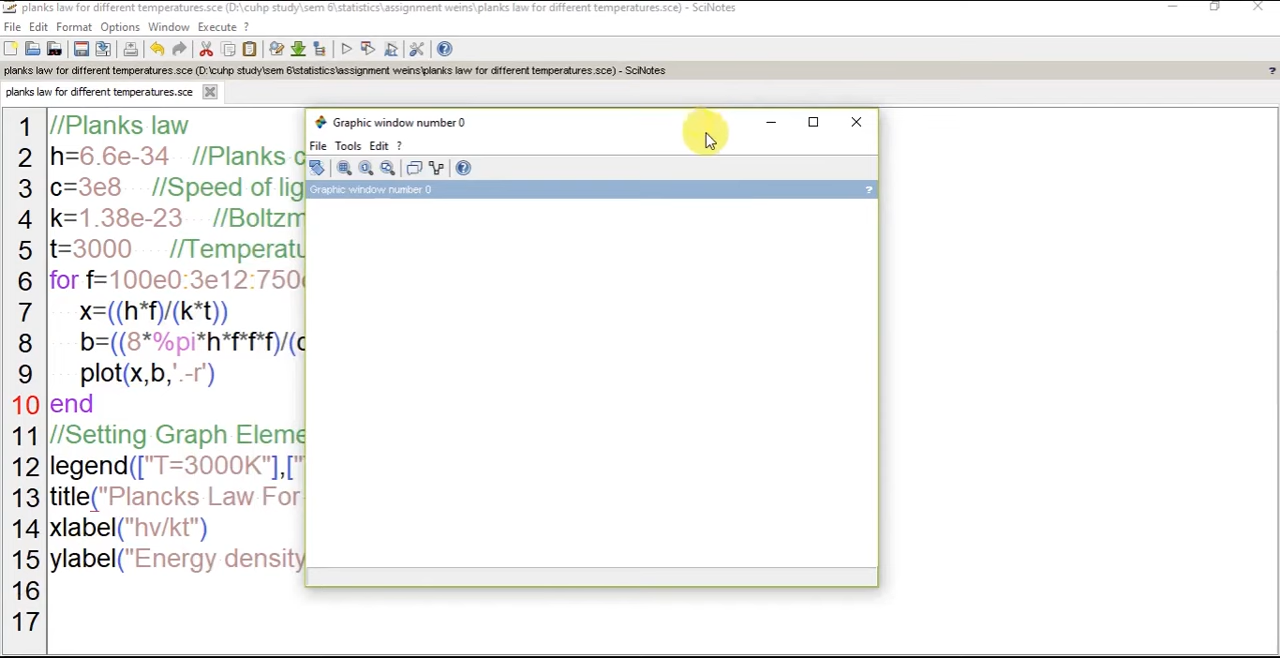 planks law for different temperatures.sce (D:\cuhp study\sem 6\statistics\assignment weins\planks law for different temperatures.sce) - SciNotes
File Edit Format Options Window Execute ?
planks law for different temperatures.sce (D:\cuhp study\sem 6\statistics\assignment weins\planks law for different temperatures.sce) - SciNotes ?
planks law for different temperatures.sce
1 //Planks law
2 h=6.6e-34 //Planks c
3 c=3e8 //Speed of lig
4 k=1.38e-23 //Boltzm
5 t=3000 //Temperatu
6 for f=100e0:3e12:750
7 x=((h*f)/(k*t))
8 b=((8*%pi*h*f*f*f)/(c
9 plot(x,b,'.-r')
10 end
11 //Setting Graph Eleme
12 legend(["T=3000K"],["
13 title("Plancks Law For
14 xlabel("hv/kt")
15 ylabel("Energy density
16
17
Graphic window number 0
File Tools Edit ?
Graphic window number 0 ?